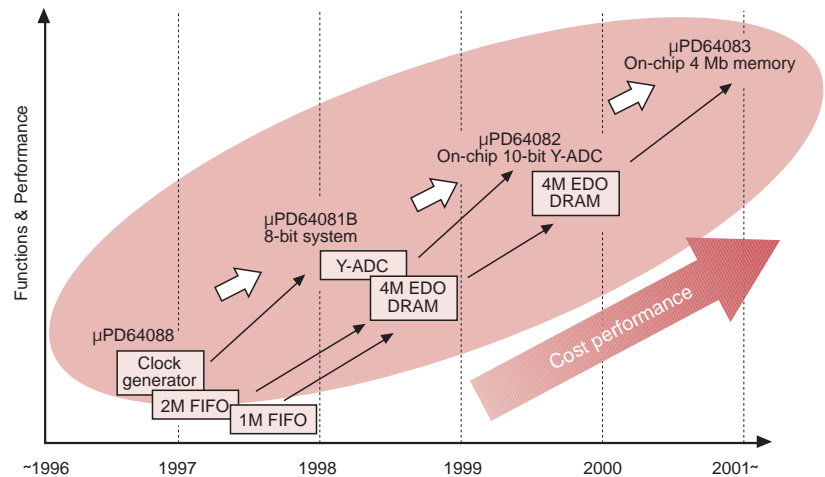 Functions & Performance
µPD64083
On-chip 4 Mb memory
µPD64082
On-chip 10-bit Y-ADC
4M EDO
DRAM
µPD64081B
8-bit system
Y-ADC
4M EDO
DRAM
µPD64088
Clock
generator
2M FIFO
1M FIFO
Cost performance
~1996
1997
1998
1999
2000
2001~